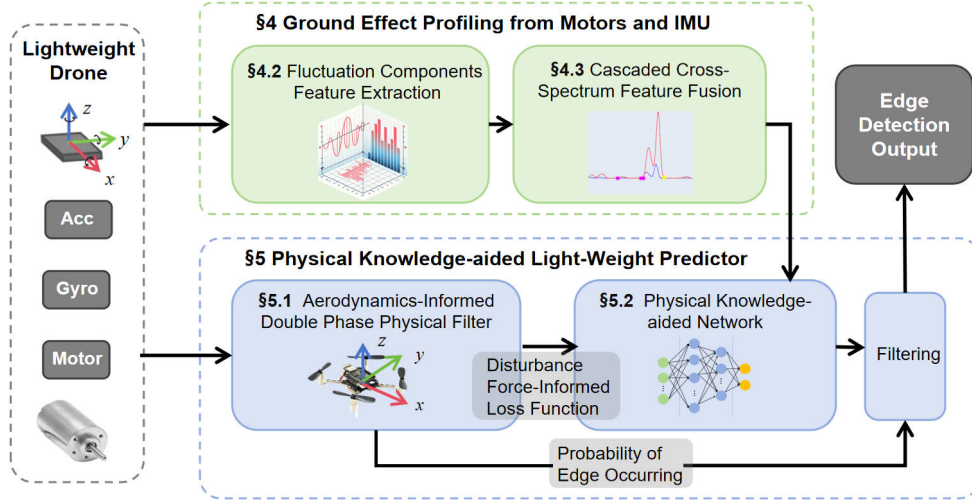 Lightweight
Drone
z
y
x
Acc
Gyro
Motor
§4 Ground Effect Profiling from Motors and IMU
§4.2 Fluctuation Components
Feature Extraction
§4.3 Cascaded Cross-
Spectrum Feature Fusion
Edge
Detection
Output
§5 Physical Knowledge-aided Light-Weight Predictor
§5.1 Aerodynamics-Informed
Double Phase Physical Filter
z
y
x
Disturbance
Force-Informed
Loss Function
§5.2 Physical Knowledge-
aided Network
Filtering
Probability of
Edge Occurring